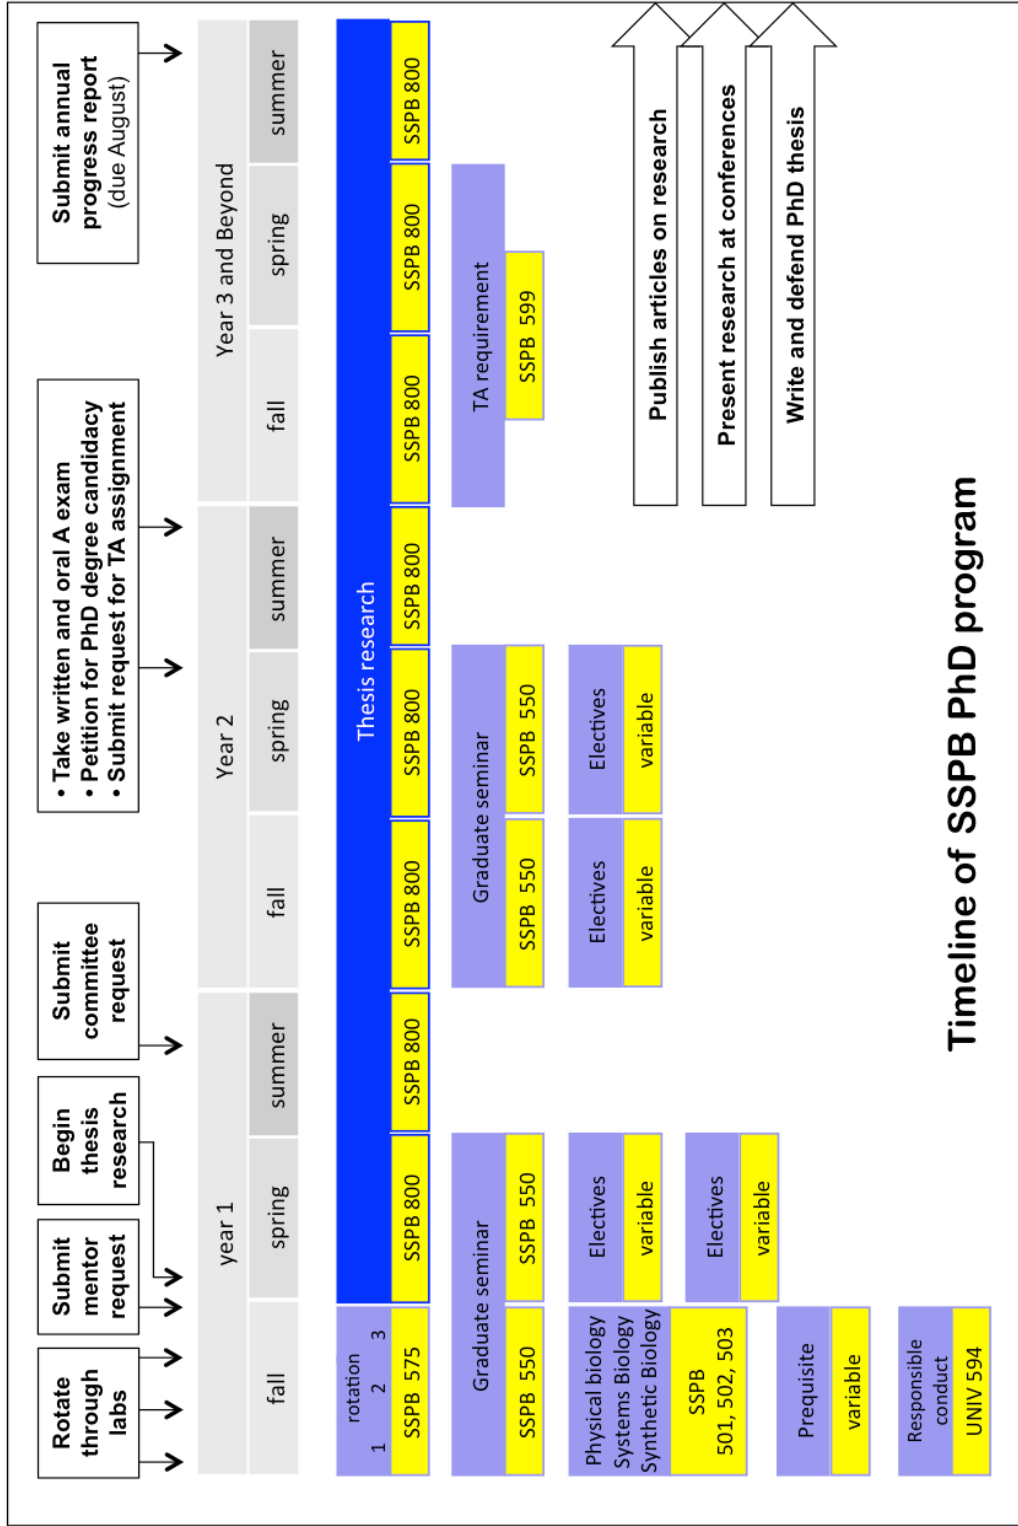 Rotate
through
labs
Submit
mentor
request
Begin
thesis
research
Submit
committee
request
• Take written and oral A exam
• Petition for PhD degree candidacy
• Submit request for TA assignment
Submit annual
progress report
(due August)
year 1
Year 2
Year 3 and Beyond
fall
spring
summer
fall
spring
summer
fall
spring
summer
rotation
1 2 3
Thesis research
SSPB 575
SSPB 800
SSPB 800
SSPB 800
SSPB 800
SSPB 800
SSPB 800
SSPB 800
SSPB 800
Graduate seminar
SSPB 550
SSPB 550
Graduate seminar
SSPB 550
SSPB 550
TA requirement
SSPB 599
Physical biology
Systems Biology
Synthetic Biology
SSPB
501, 502, 503
Electives
variable
Electives
variable
Electives
variable
Electives
variable
Prequisite
variable
Responsible
conduct
UNIV 594
Publish articles on research
Present research at conferences
Write and defend PhD thesis
Timeline of SSPB PhD program